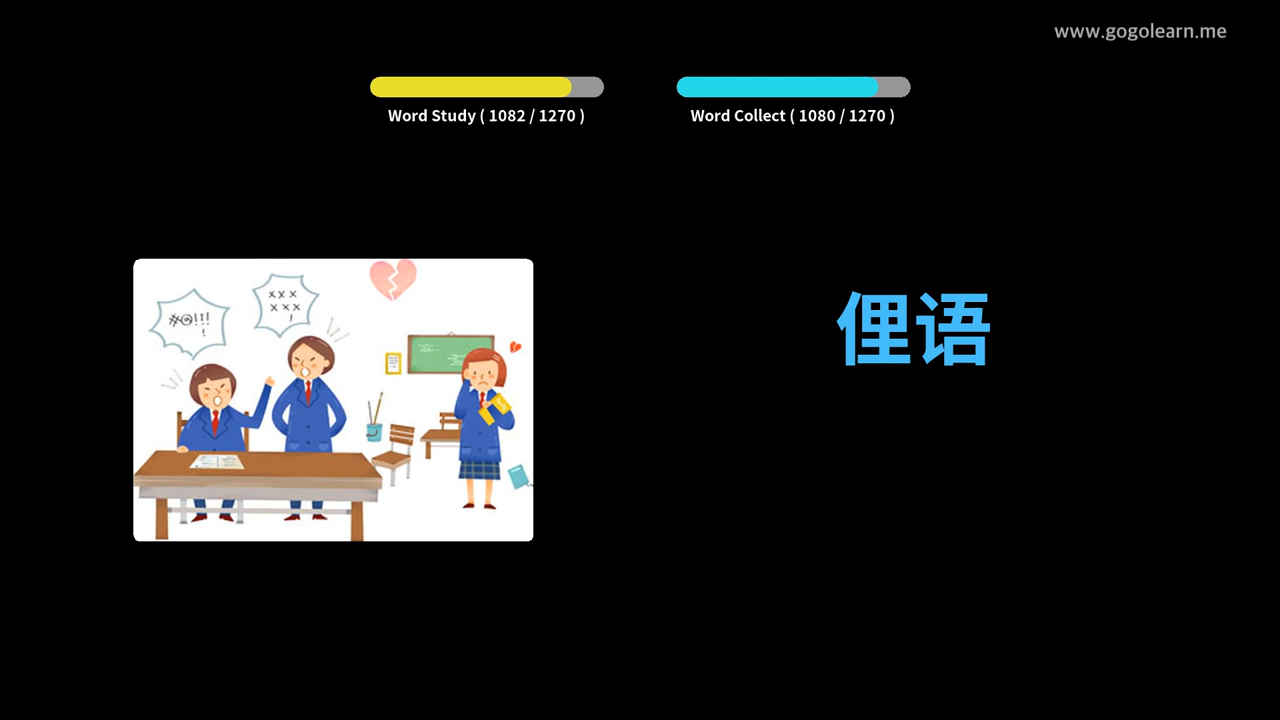 www.gogolearn.me
Word Study ( 1082 / 1270 )
Word Collect ( 1080 / 1270 )
#@!!!
!
x x x
x x x
!
俚语